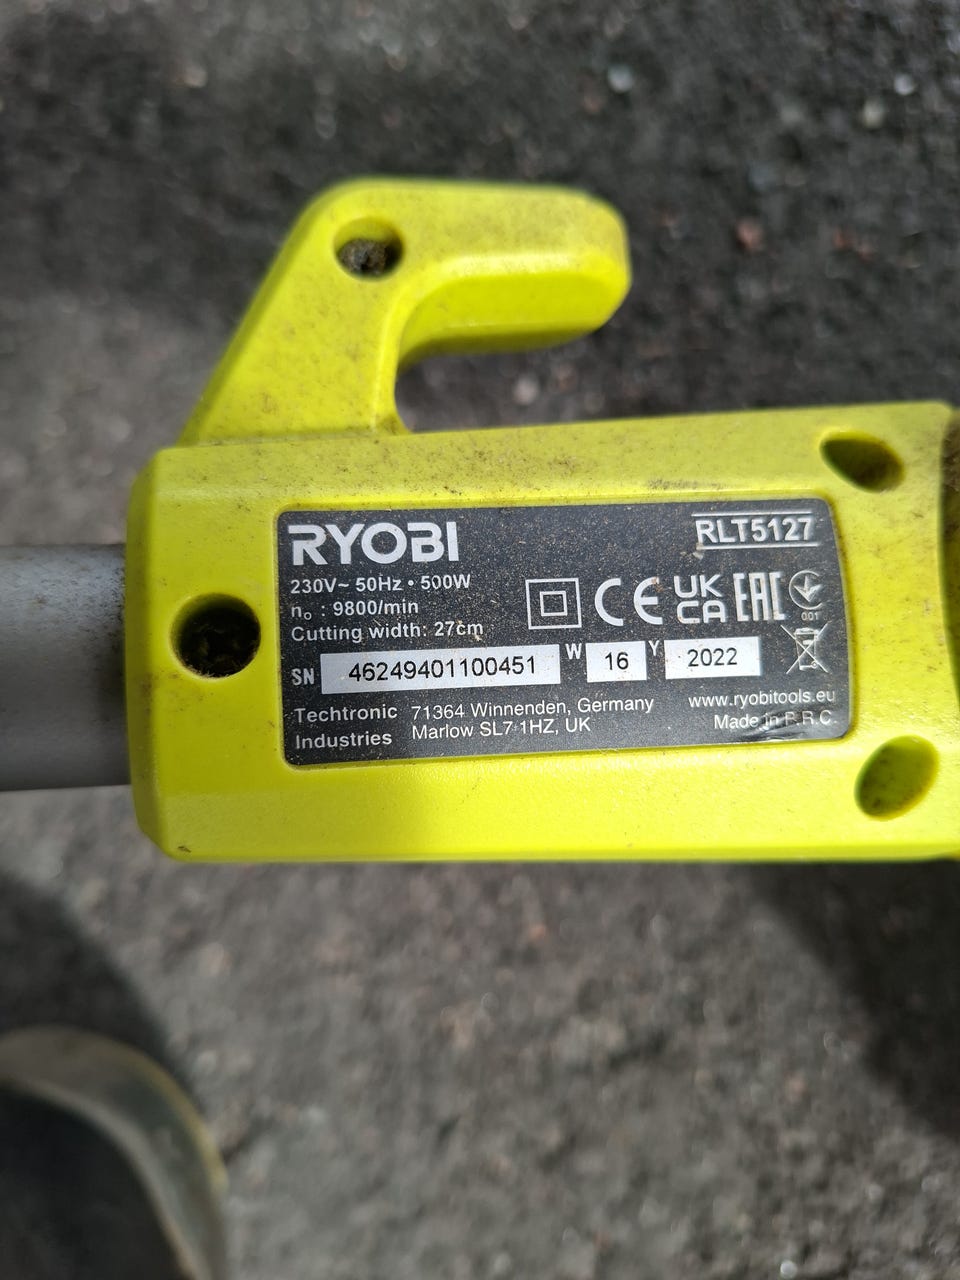 RYOBI
RLT5127
230V~ 50Hz • 500W
n₀ : 9800/min
Cutting width: 27cm
CE UK CA EAC
001
SN 46249401100451 W 16 Y 2022
Techtronic Industries
71364 Winnenden, Germany
Marlow SL7 1HZ, UK
www.ryobitools.eu
Made in P.R.C.